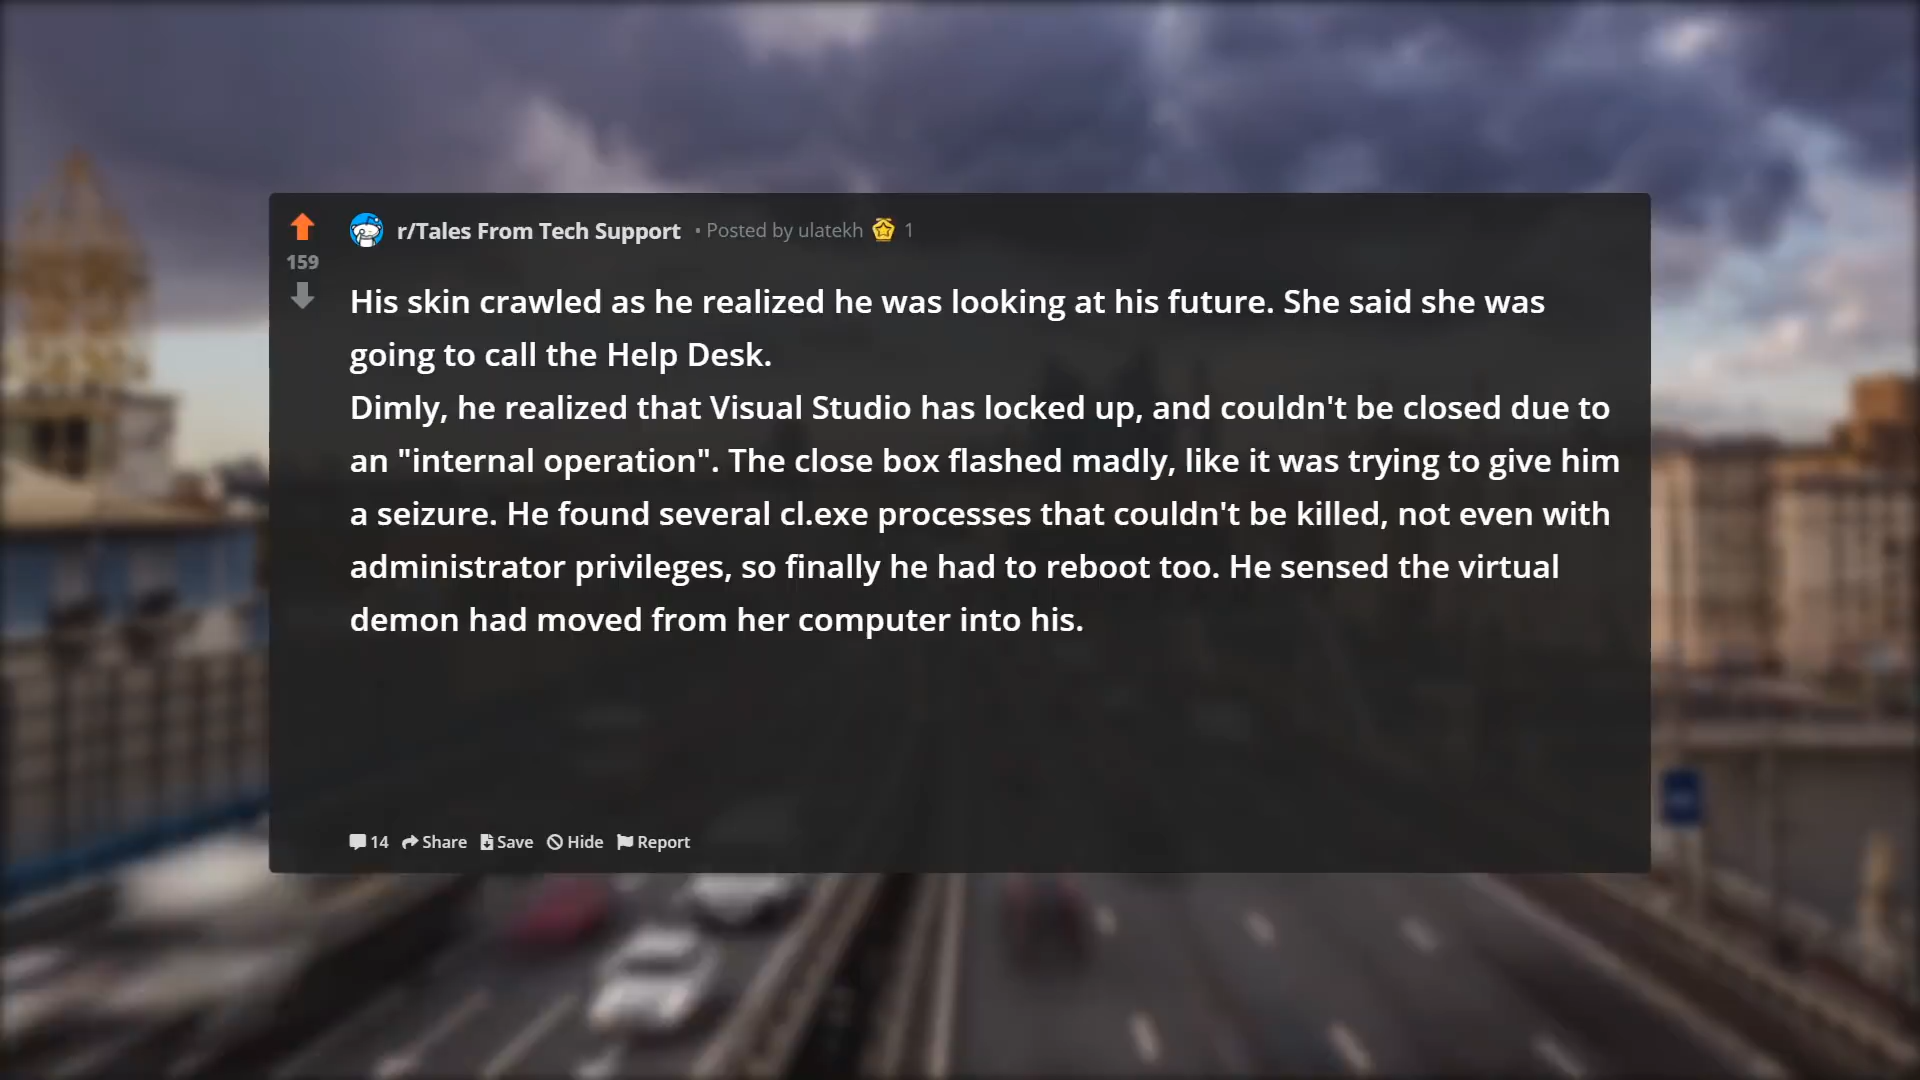 r/Tales From Tech Support • Posted by ulatekh 1
159
His skin crawled as he realized he was looking at his future. She said she was
going to call the Help Desk.
Dimly, he realized that Visual Studio has locked up, and couldn't be closed due to
an "internal operation". The close box flashed madly, like it was trying to give him
a seizure. He found several cl.exe processes that couldn't be killed, not even with
administrator privileges, so finally he had to reboot too. He sensed the virtual
demon had moved from her computer into his.
14 Share Save Hide Report